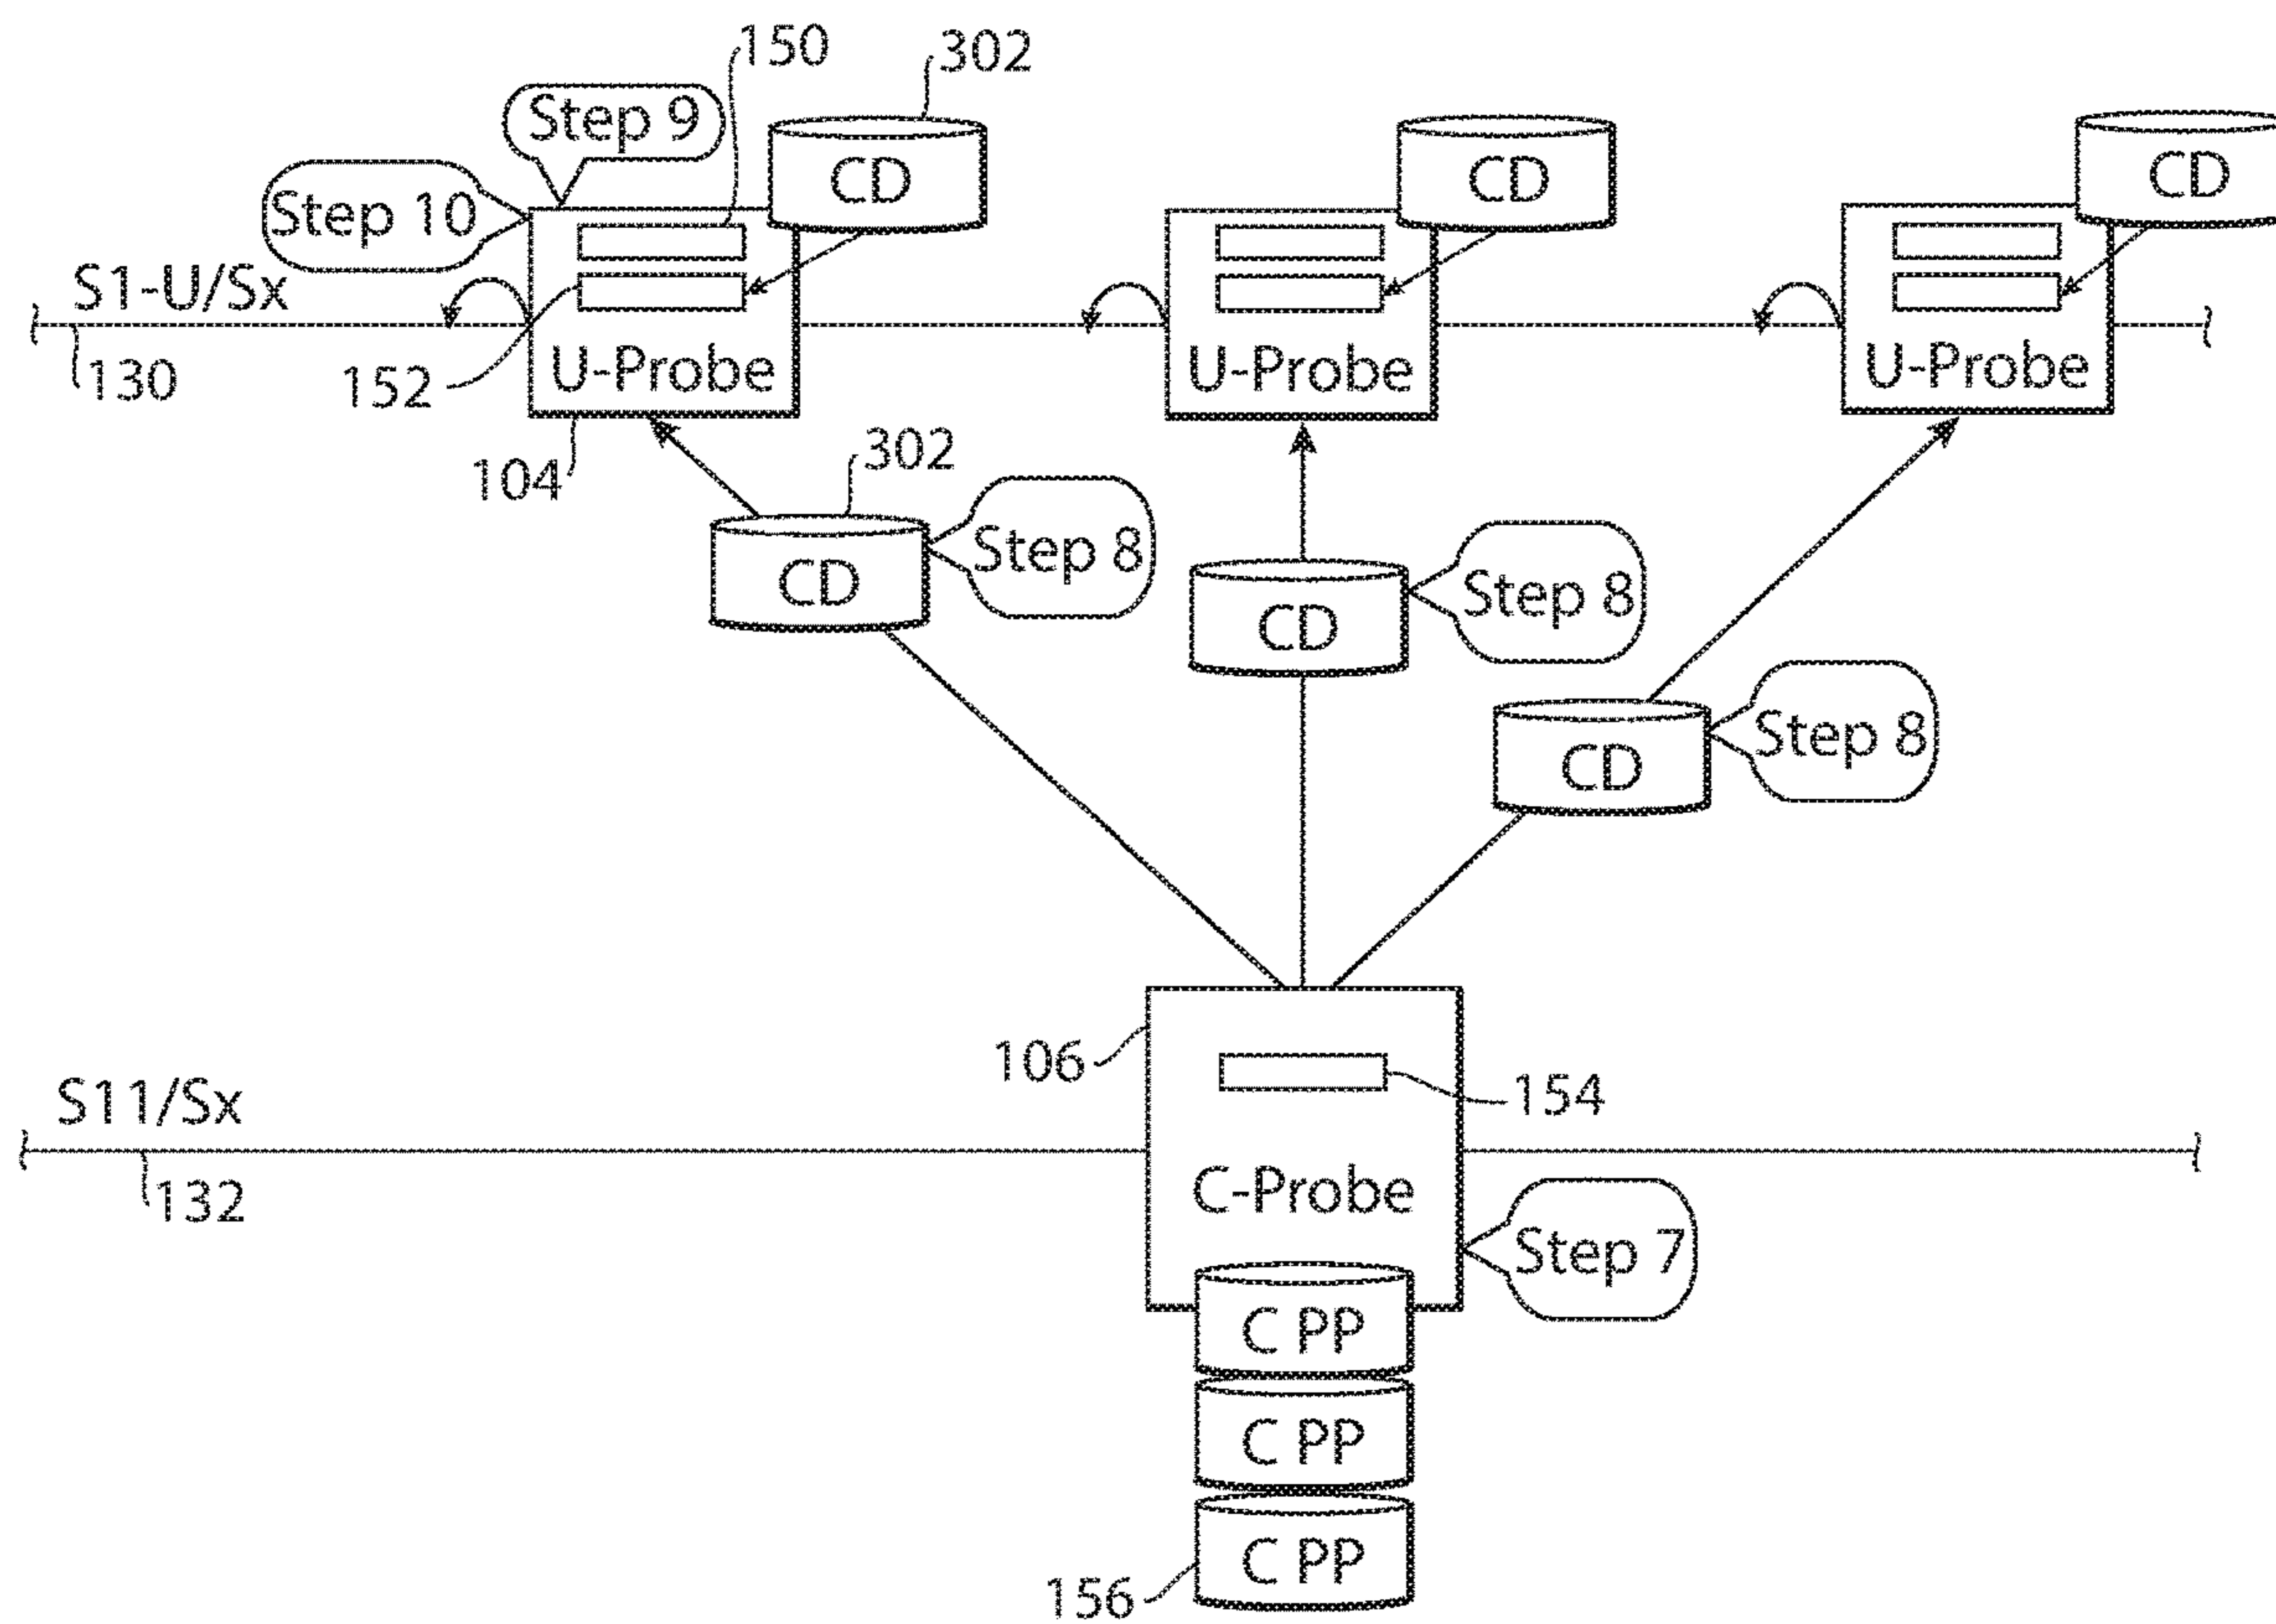 150
302
Step 9
CD
CD
CD
Step 10
S1-U/Sx
130
152
U-Probe
U-Probe
U-Probe
104
302
Step 8
CD
Step 8
CD
Step 8
CD
106
154
S11/Sx
132
C-Probe
Step 7
C PP
C PP
C PP
156